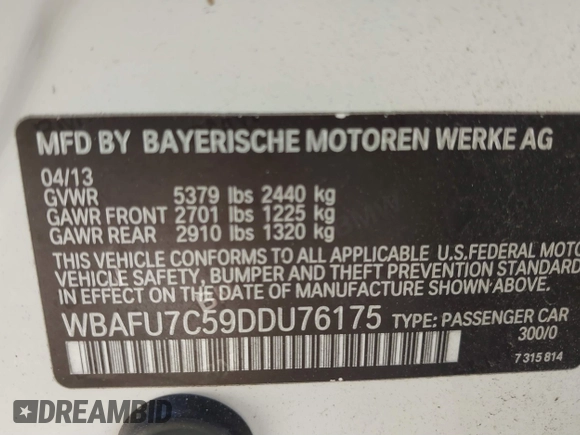 MFD BY BAYERISCHE MOTOREN WERKE AG
04/13
GVWR 5379 lbs 2440 kg
GAWR FRONT 2701 lbs 1225 kg
GAWR REAR 2910 lbs 1320 kg
THIS VEHICLE CONFORMS TO ALL APPLICABLE U.S.FEDERAL MOTO
VEHICLE SAFETY, BUMPER AND THEFT PREVENTION STANDARDS
IN EFFECT ON THE DATE OF MANUFACTURE SHOWN ABOVE.
WBAFU7C59DDU76175 TYPE: PASSENGER CAR
300/0
7 315 814
DREAMBID